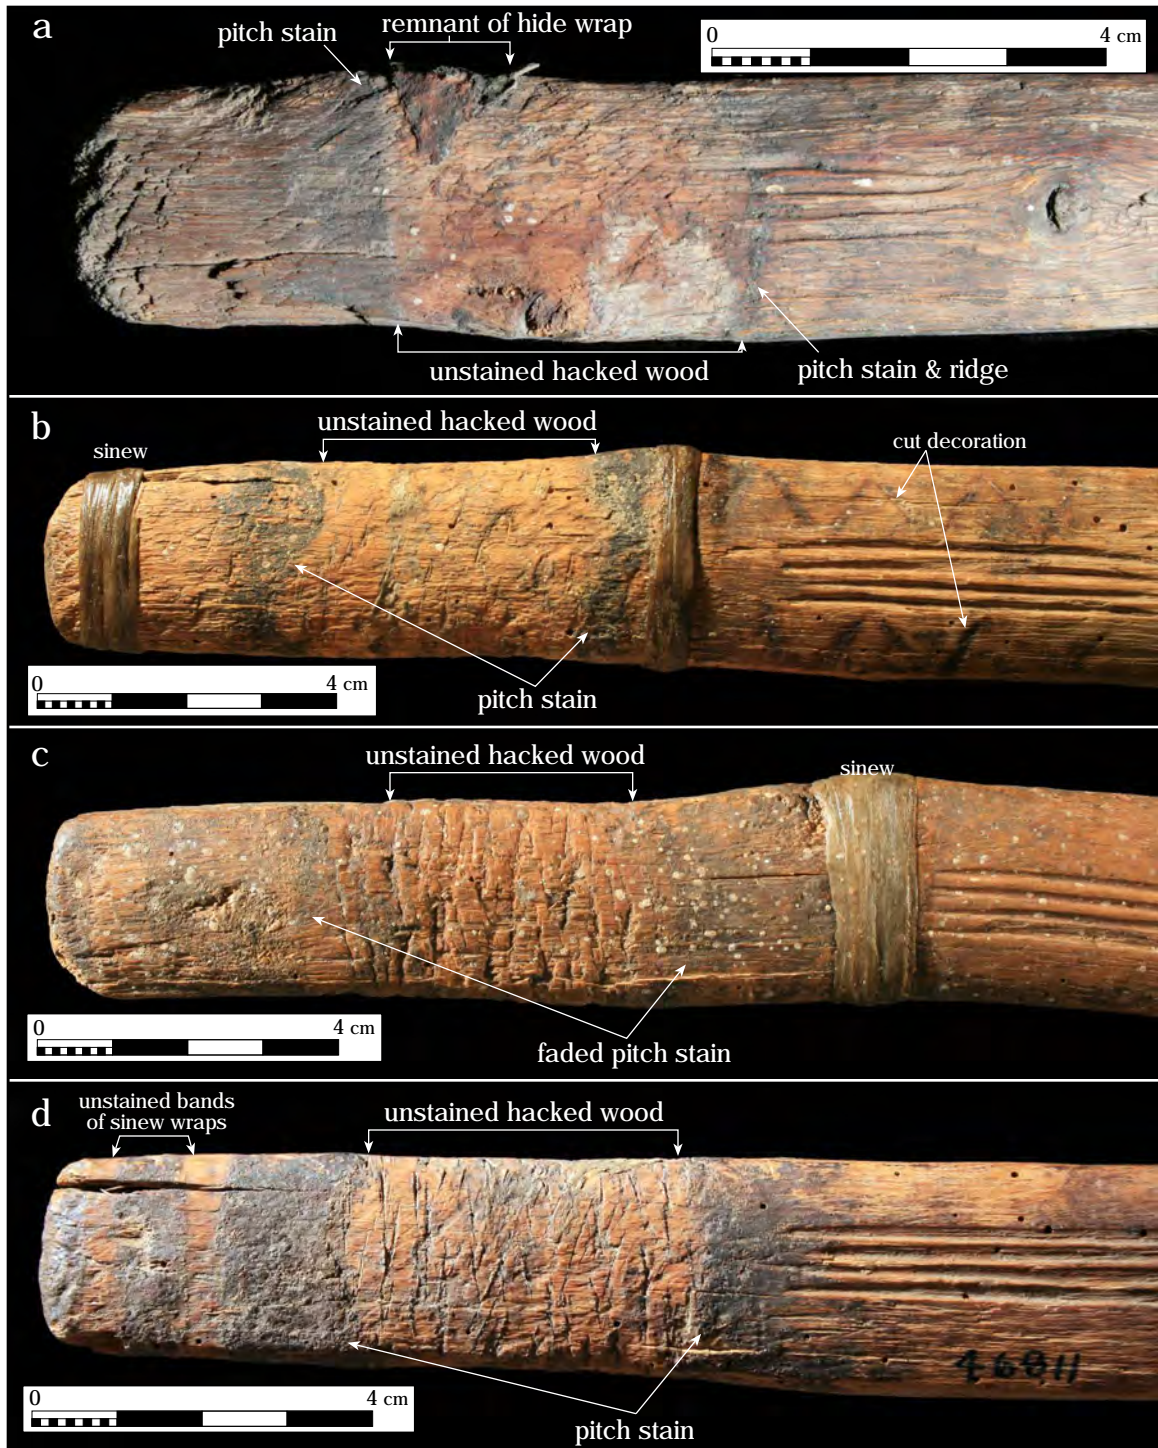 a
remnant of hide wrap
pitch stain
0 4 cm
unstained hacked wood
pitch stain & ridge
b
unstained hacked wood
sinew
cut decoration
0 4 cm
pitch stain
c
unstained hacked wood
sinew
0 4 cm
faded pitch stain
d
unstained bands
of sinew wraps
unstained hacked wood
46811
0 4 cm
pitch stain